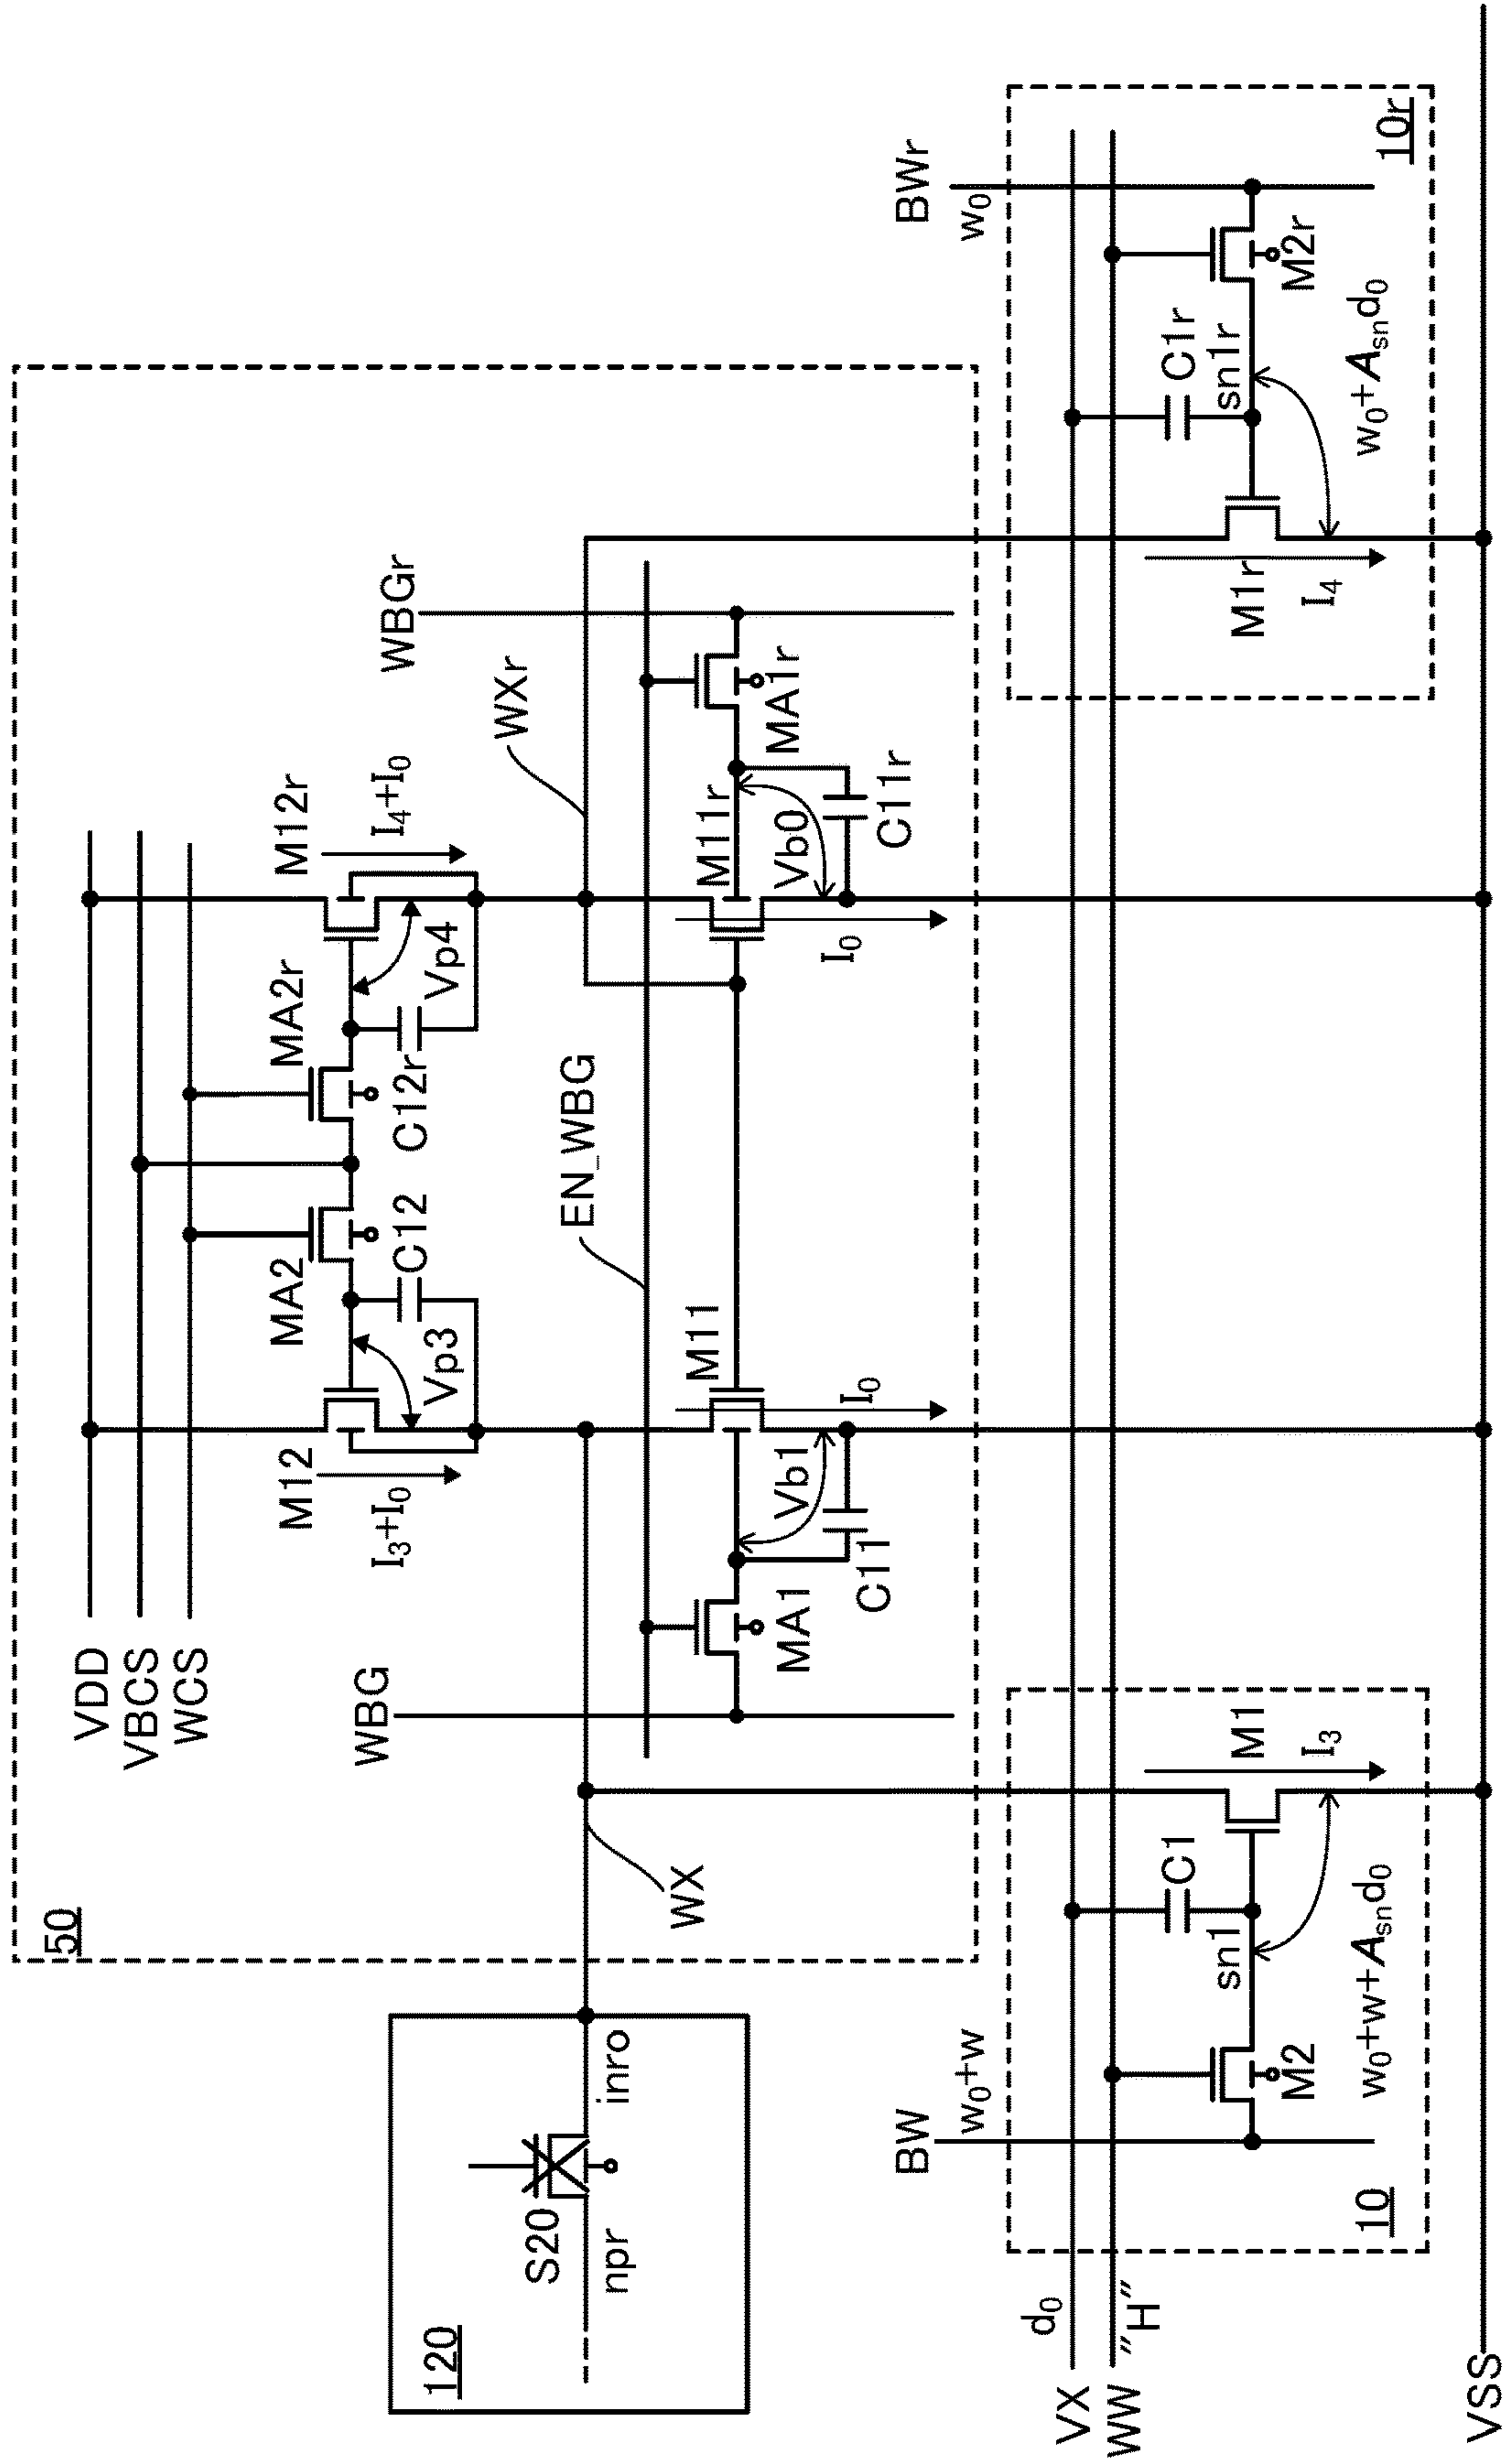 50
VDD
VBCS
WCS
M12
I₃+I₀
MA2
Vp3
C12
MA2r
C12r
Vp4
M12r
I₄+I₀
WBG
EN_WBG
WXr
WBGr
MA1
C11
Vb1
M11
I₀
M11r
Vb0
I₀
C11r
MA1r
WX
120
S20
npr
inro
VX
d₀
WW
"H"
VSS
BW
w₀+w
10
M2
sn1
C1
w₀+w+Aₛₙd₀
M1
I₃
M1r
I₄
C1r
sn1r
w₀+Aₛₙd₀
M2r
BWr
w₀
10r